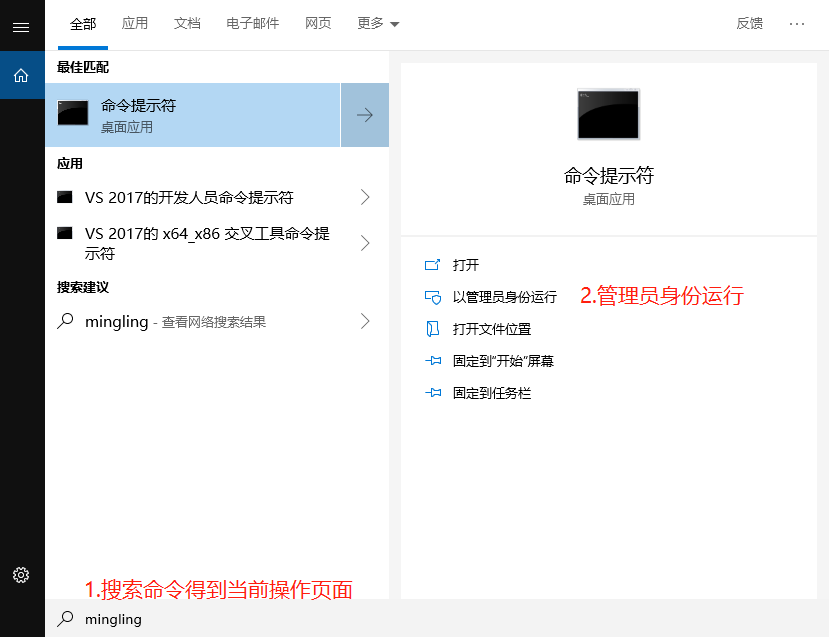 全部 应用 文档 电子邮件 网页 更多 反馈 ...
最佳匹配
命令提示符
桌面应用
应用
VS 2017的开发人员命令提示符
VS 2017的 x64_x86 交叉工具命令提
示符
搜索建议
mingling - 查看网络搜索结果
命令提示符
桌面应用
打开
以管理员身份运行 2.管理员身份运行
打开文件位置
固定到"开始"屏幕
固定到任务栏
1.搜索命令得到当前操作页面
mingling